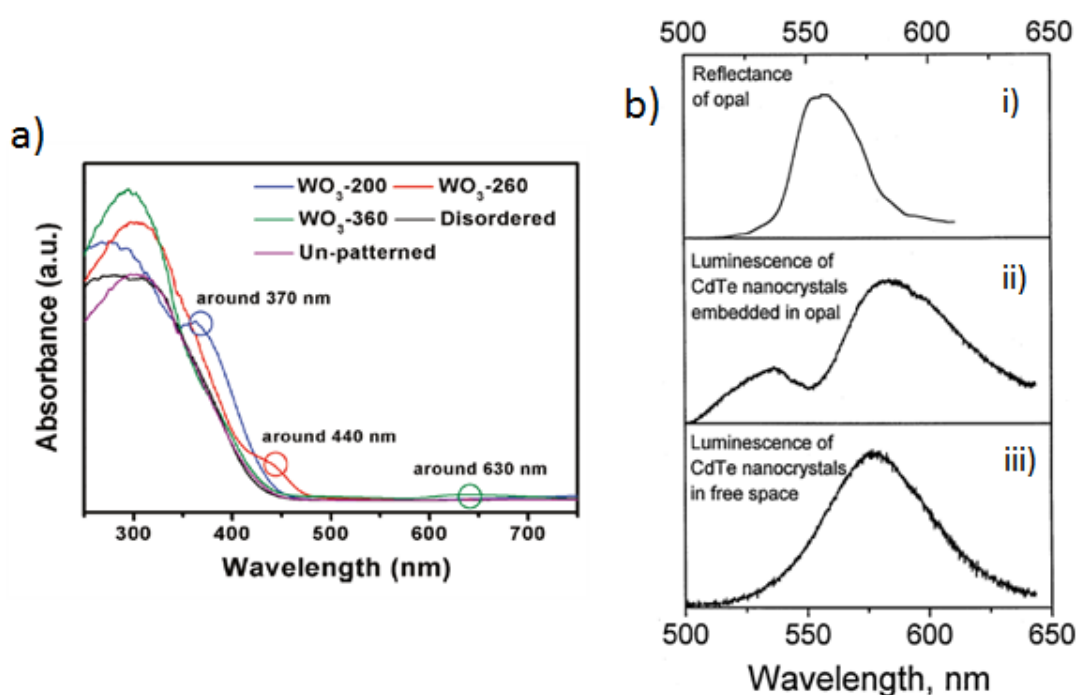 a)
WO3-200 WO3-260
WO3-360 Disordered
Un-patterned
around 370 nm
around 440 nm
around 630 nm
Absorbance (a.u.)
300 400 500 600 700
Wavelength (nm)
b)
500 550 600 650
Reflectance
of opal
i)
Luminescence of
CdTe nanocrystals
embedded in opal
ii)
Luminescence of
CdTe nanocrystals
in free space
iii)
500 550 600 650
Wavelength, nm